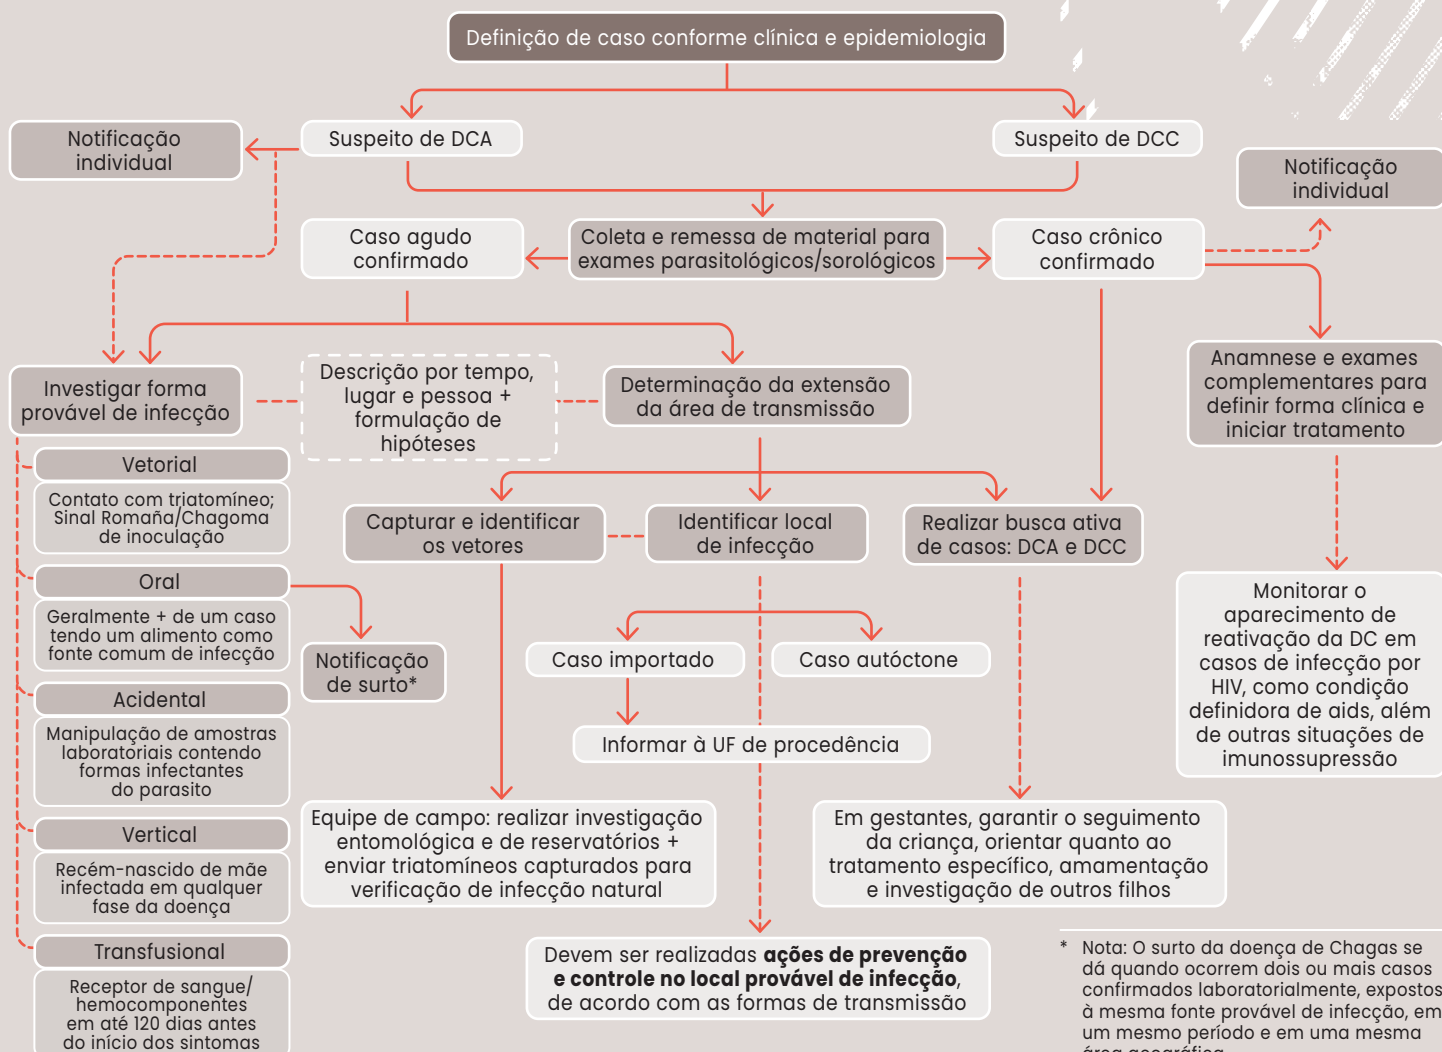 Definição de caso conforme clínica e epidemiologia
Suspeito de DCA
Suspeito de DCC
Notificação
individual
Notificação
individual
Caso agudo
confirmado
Coleta e remessa de material para
exames parasitológicos/sorológicos
Caso crônico
confirmado
Investigar forma
provável de infecção
Descrição por tempo,
lugar e pessoa +
formulação de
hipóteses
Determinação da extensão
da área de transmissão
Anamnese e exames
complementares para
definir forma clínica e
iniciar tratamento
Vetorial
Contato com triatomíneo;
Sinal Romaña/Chagoma
de inoculação
Capturar e identificar
os vetores
Identificar local
de infecção
Realizar busca ativa
de casos: DCA e DCC
Oral
Geralmente + de um caso
tendo um alimento como
fonte comum de infecção
Notificação
de surto*
Caso importado
Caso autóctone
Monitorar o
aparecimento de
reativação da DC em
casos de infecção por
HIV, como condição
definidora de aids, além
de outras situações de
imunossupressão
Acidental
Manipulação de amostras
laboratoriais contendo
formas infectantes
do parasito
Informar à UF de procedência
Vertical
Recém-nascido de mãe
infectada em qualquer
fase da doença
Equipe de campo: realizar investigação
entomológica e de reservatórios +
enviar triatomíneos capturados para
verificação de infecção natural
Em gestantes, garantir o seguimento
da criança, orientar quanto ao
tratamento específico, amamentação
e investigação de outros filhos
Transfusional
Receptor de sangue/
hemocomponentes
em até 120 dias antes
do início dos sintomas
Devem ser realizadas ações de prevenção
e controle no local provável de infecção,
de acordo com as formas de transmissão
* Nota: O surto da doença de Chagas se
dá quando ocorrem dois ou mais casos
confirmados laboratorialmente, expostos
à mesma fonte provável de infecção, em
um mesmo período e em uma mesma